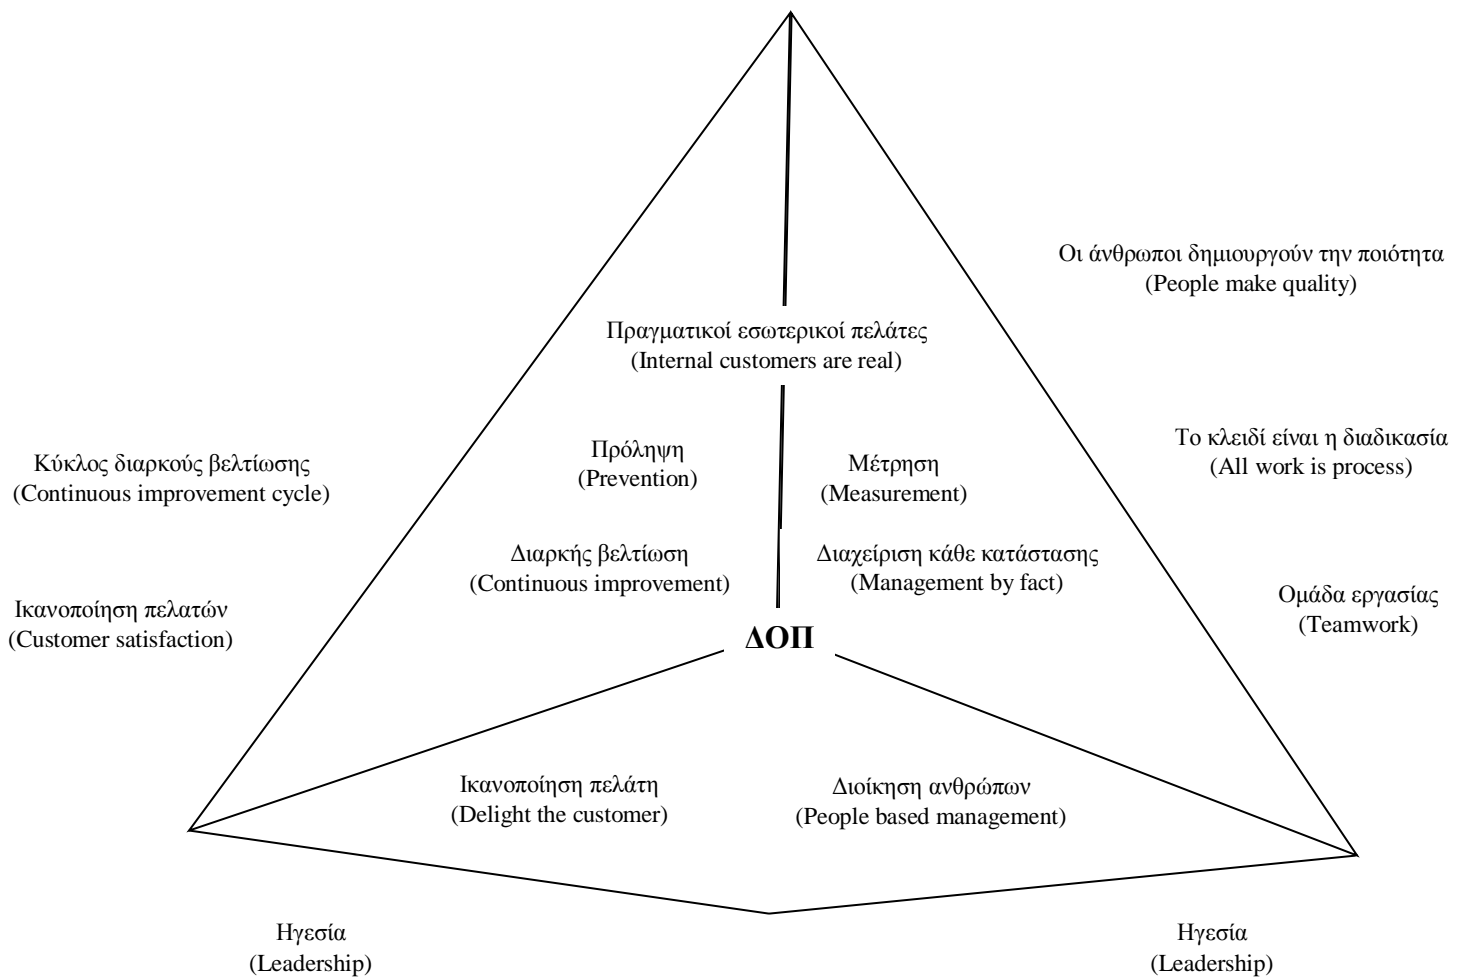 Οι άνθρωποι δημιουργούν την ποιότητα
(People make quality)
Πραγματικοί εσωτερικοί πελάτες
(Internal customers are real)
Κύκλος διαρκούς βελτίωσης
(Continuous improvement cycle)
Πρόληψη
(Prevention)
Μέτρηση
(Measurement)
Το κλειδί είναι η διαδικασία
(All work is process)
Διαρκής βελτίωση
(Continuous improvement)
Διαχείριση κάθε κατάστασης
(Management by fact)
Ικανοποίηση πελατών
(Customer satisfaction)
Ομάδα εργασίας
(Teamwork)
ΔΟΠ
Ικανοποίηση πελάτη
(Delight the customer)
Διοίκηση ανθρώπων
(People based management)
Ηγεσία
(Leadership)
Ηγεσία
(Leadership)